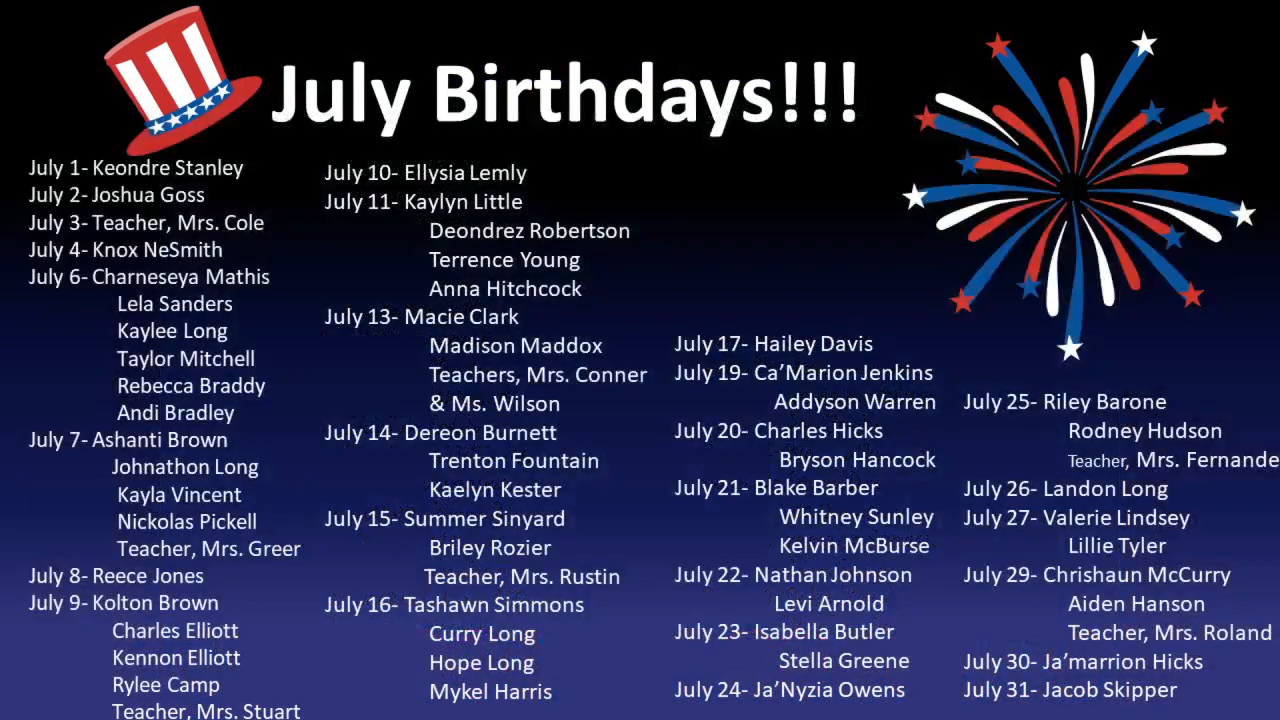 July Birthdays!!!
July 1- Keondre Stanley
July 2- Joshua Goss
July 3- Teacher, Mrs. Cole
July 4- Knox NeSmith
July 6- Charneseya Mathis
Lela Sanders
Kaylee Long
Taylor Mitchell
Rebecca Braddy
Andi Bradley
July 7- Ashanti Brown
Johnathon Long
Kayla Vincent
Nickolas Pickell
Teacher, Mrs. Greer
July 8- Reece Jones
July 9- Kolton Brown
Charles Elliott
Kennon Elliott
Rylee Camp
Teacher, Mrs. Stuart
July 10- Ellysia Lemly
July 11- Kaylyn Little
Deondrez Robertson
Terrence Young
Anna Hitchcock
July 13- Macie Clark
Madison Maddox
Teachers, Mrs. Conner
& Ms. Wilson
July 14- Dereon Burnett
Trenton Fountain
Kaelyn Kester
July 15- Summer Sinyard
Briley Rozier
Teacher, Mrs. Rustin
July 16- Tashawn Simmons
Curry Long
Hope Long
Mykel Harris
July 17- Hailey Davis
July 19- Ca’Marion Jenkins
Addyson Warren
July 20- Charles Hicks
Bryson Hancock
July 21- Blake Barber
Whitney Sunley
Kelvin McBurse
July 22- Nathan Johnson
Levi Arnold
July 23- Isabella Butler
Stella Greene
July 24- Ja’Nyzia Owens
July 25- Riley Barone
Rodney Hudson
Teacher, Mrs. Fernande
July 26- Landon Long
July 27- Valerie Lindsey
Lillie Tyler
July 29- Chrishaun McCurry
Aiden Hanson
Teacher, Mrs. Roland
July 30- Ja’marrion Hicks
July 31- Jacob Skipper